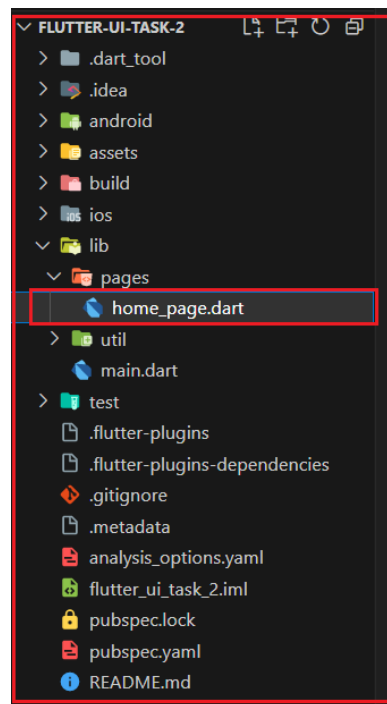 FLUTTER-UI-TASK-2
.dart_tool
.idea
android
assets
build
iOS
lib
pages
home_page.dart
util
main.dart
test
.flutter-plugins
.flutter-plugins-dependencies
.gitignore
.metadata
analysis_options.yaml
flutter_ui_task_2.iml
pubspec.lock
pubspec.yaml
README.md